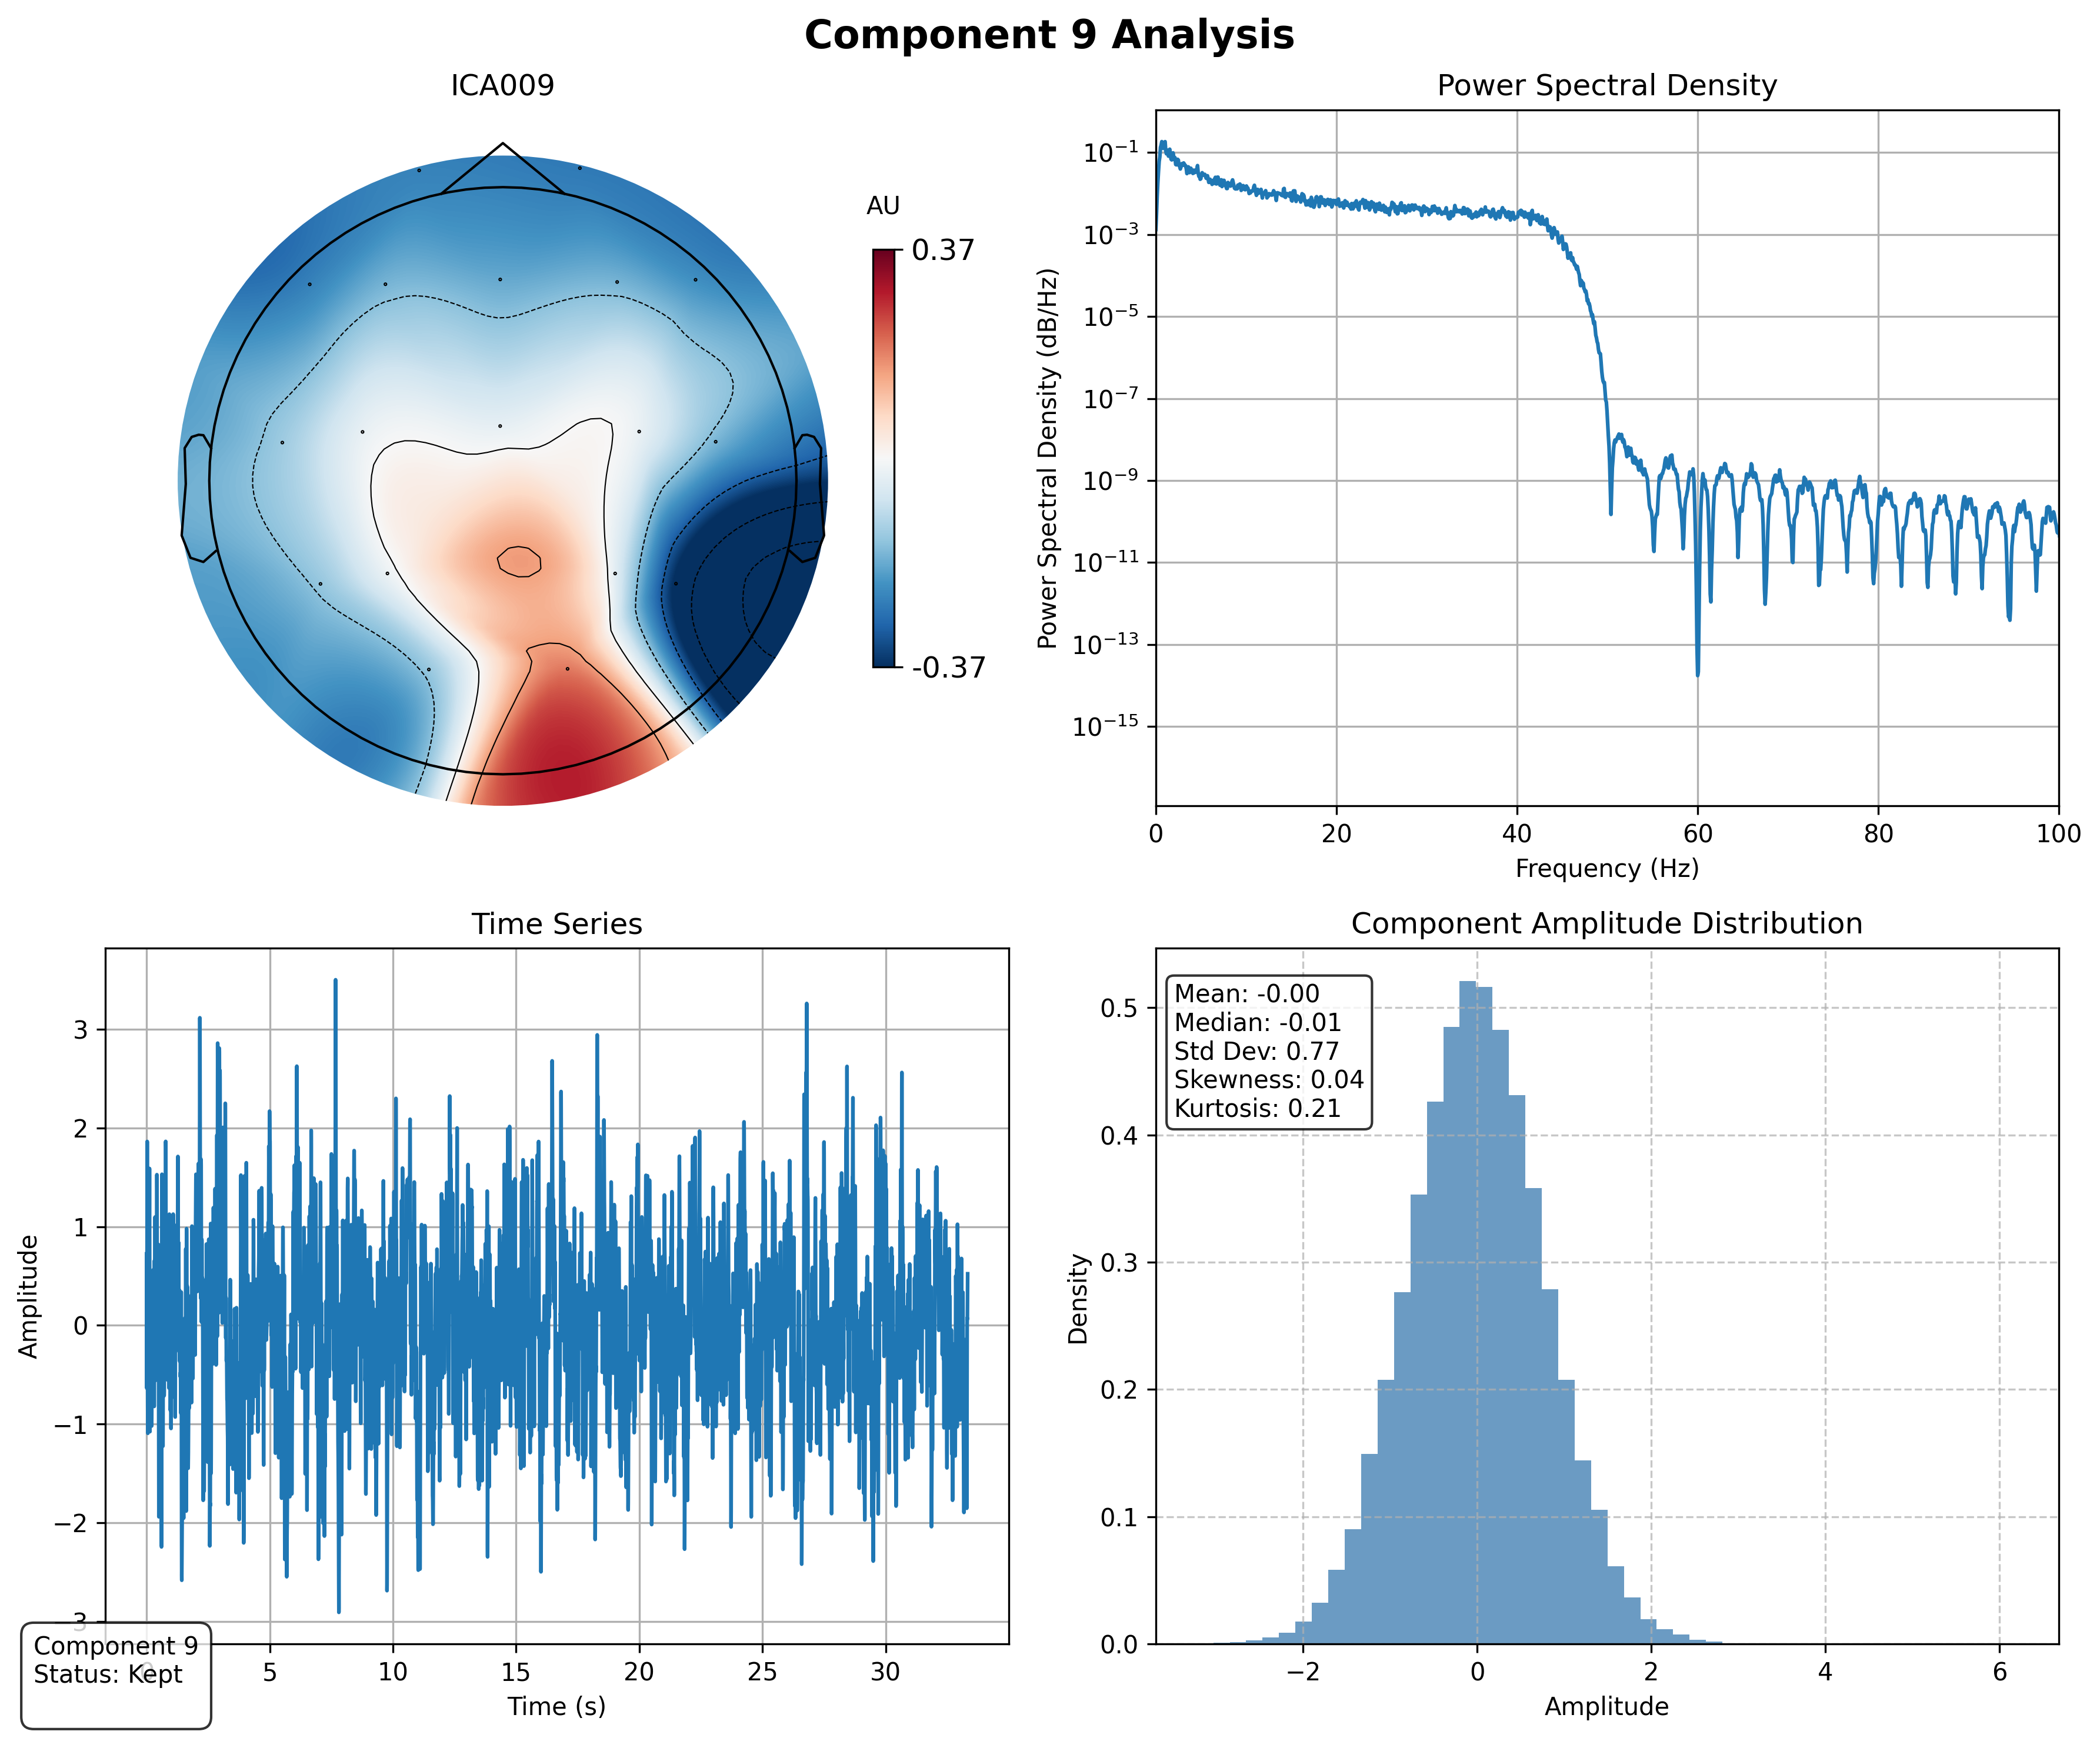 Component 9 Analysis
ICA009
AU
0.37
-0.37
Power Spectral Density
Power Spectral Density (dB/Hz)
10⁻¹
10⁻³
10⁻⁵
10⁻⁷
10⁻⁹
10⁻¹¹
10⁻¹³
10⁻¹⁵
0 20 40 60 80 100
Frequency (Hz)
Time Series
Amplitude
3
2
1
0
−1
−2
−3
0 5 10 15 20 25 30
Time (s)
Component 9
Status: Kept
Component Amplitude Distribution
Mean: -0.00
Median: -0.01
Std Dev: 0.77
Skewness: 0.04
Kurtosis: 0.21
Density
0.5
0.4
0.3
0.2
0.1
0.0
−2 0 2 4 6
Amplitude